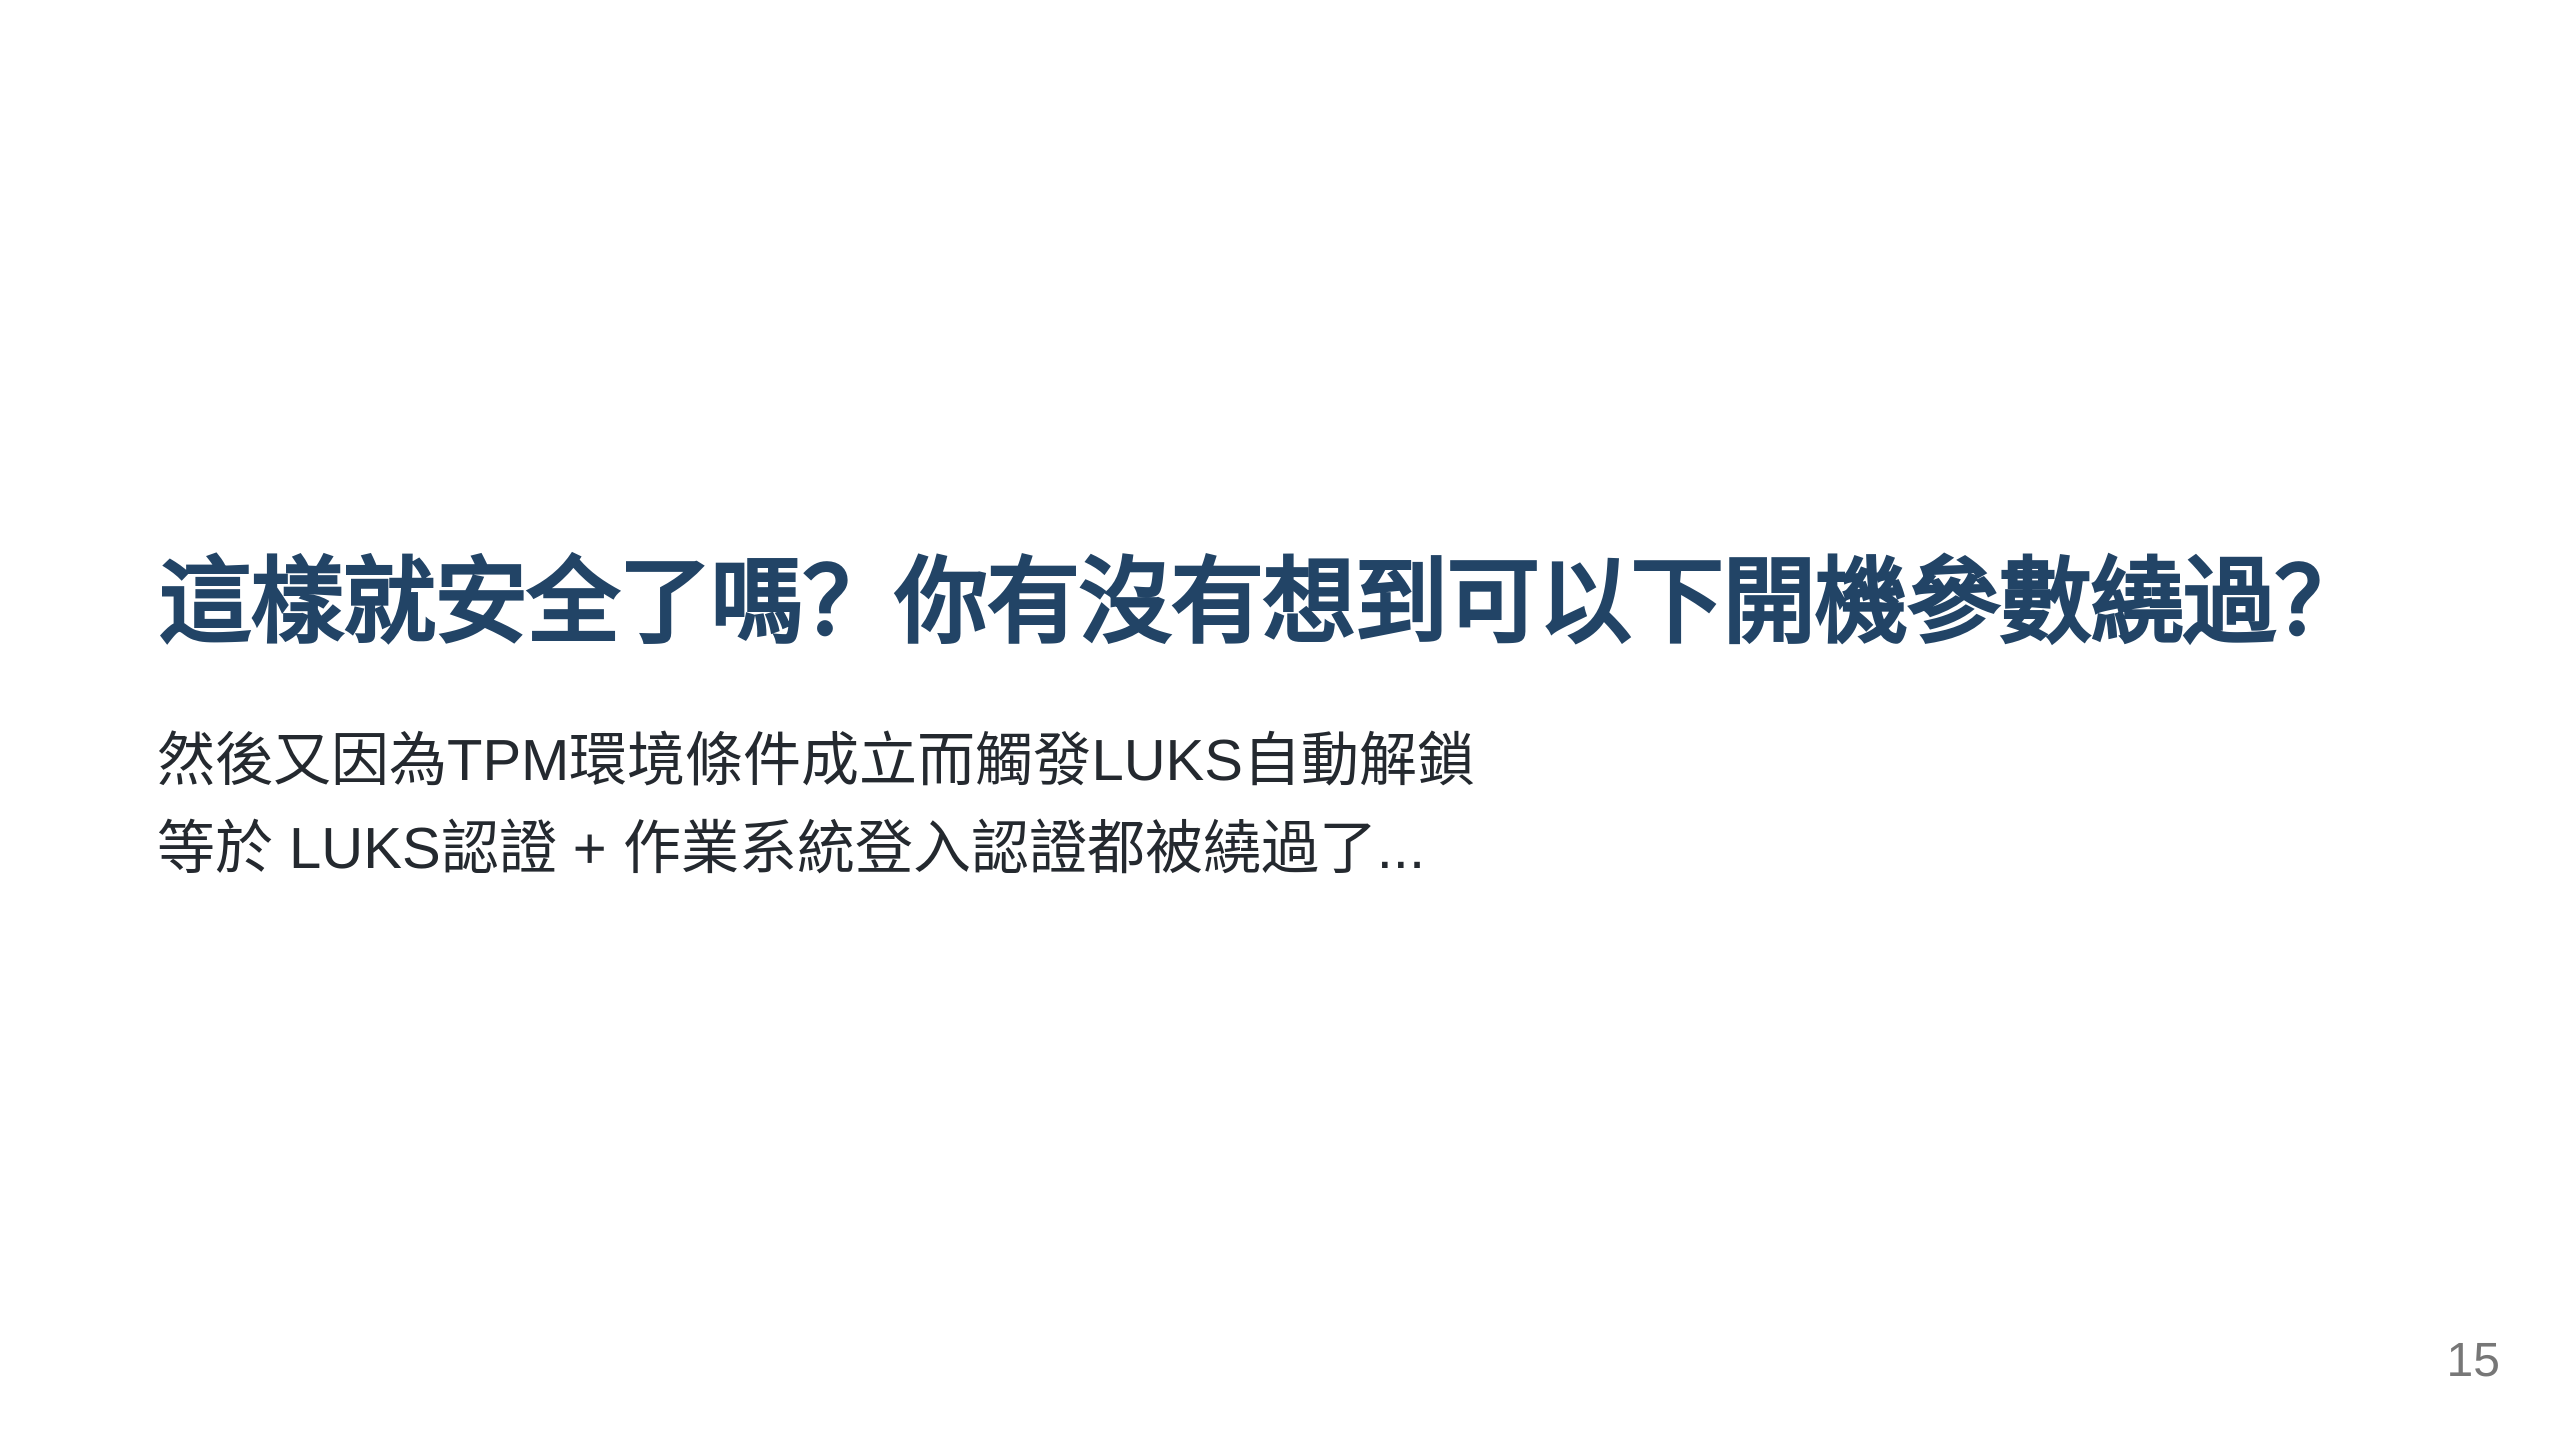 這樣就安全了嗎？你有沒有想到可以下開機參數繞過？
然後又因為TPM環境條件成立而觸發LUKS自動解鎖
等於 LUKS認證 + 作業系統登入認證都被繞過了...
15